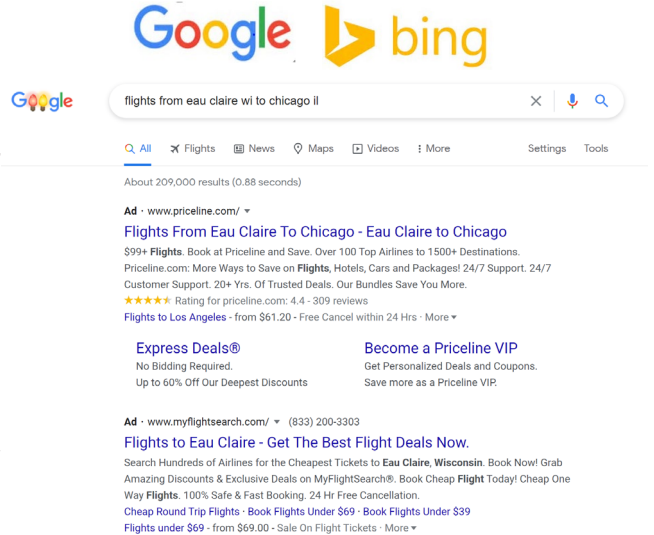 Google bing
Google flights from eau claire wi to chicago il
All Flights News Maps Videos More Settings Tools
About 209,000 results (0.88 seconds)
Ad · www.priceline.com/
Flights From Eau Claire To Chicago - Eau Claire to Chicago
$99+ Flights. Book at Priceline and Save. Over 100 Top Airlines to 1500+ Destinations.
Priceline.com: More Ways to Save on Flights, Hotels, Cars and Packages! 24/7 Support. 24/7
Customer Support. 20+ Yrs. Of Trusted Deals. Our Bundles Save You More.
Rating for priceline.com: 4.4 - 309 reviews
Flights to Los Angeles - from $61.20 - Free Cancel within 24 Hrs · More
Express Deals® Become a Priceline VIP
No Bidding Required. Get Personalized Deals and Coupons.
Up to 60% Off Our Deepest Discounts Save more as a Priceline VIP.
Ad · www.myflightsearch.com/ (833) 200-3303
Flights to Eau Claire - Get The Best Flight Deals Now.
Search Hundreds of Airlines for the Cheapest Tickets to Eau Claire, Wisconsin. Book Now! Grab
Amazing Discounts & Exclusive Deals on MyFlightSearch®. Book Cheap Flight Today! Cheap One
Way Flights. 100% Safe & Fast Booking. 24 Hr Free Cancellation.
Cheap Round Trip Flights · Book Flights Under $69 · Book Flights Under $39
Flights under $69 - from $69.00 - Sale On Flight Tickets · More